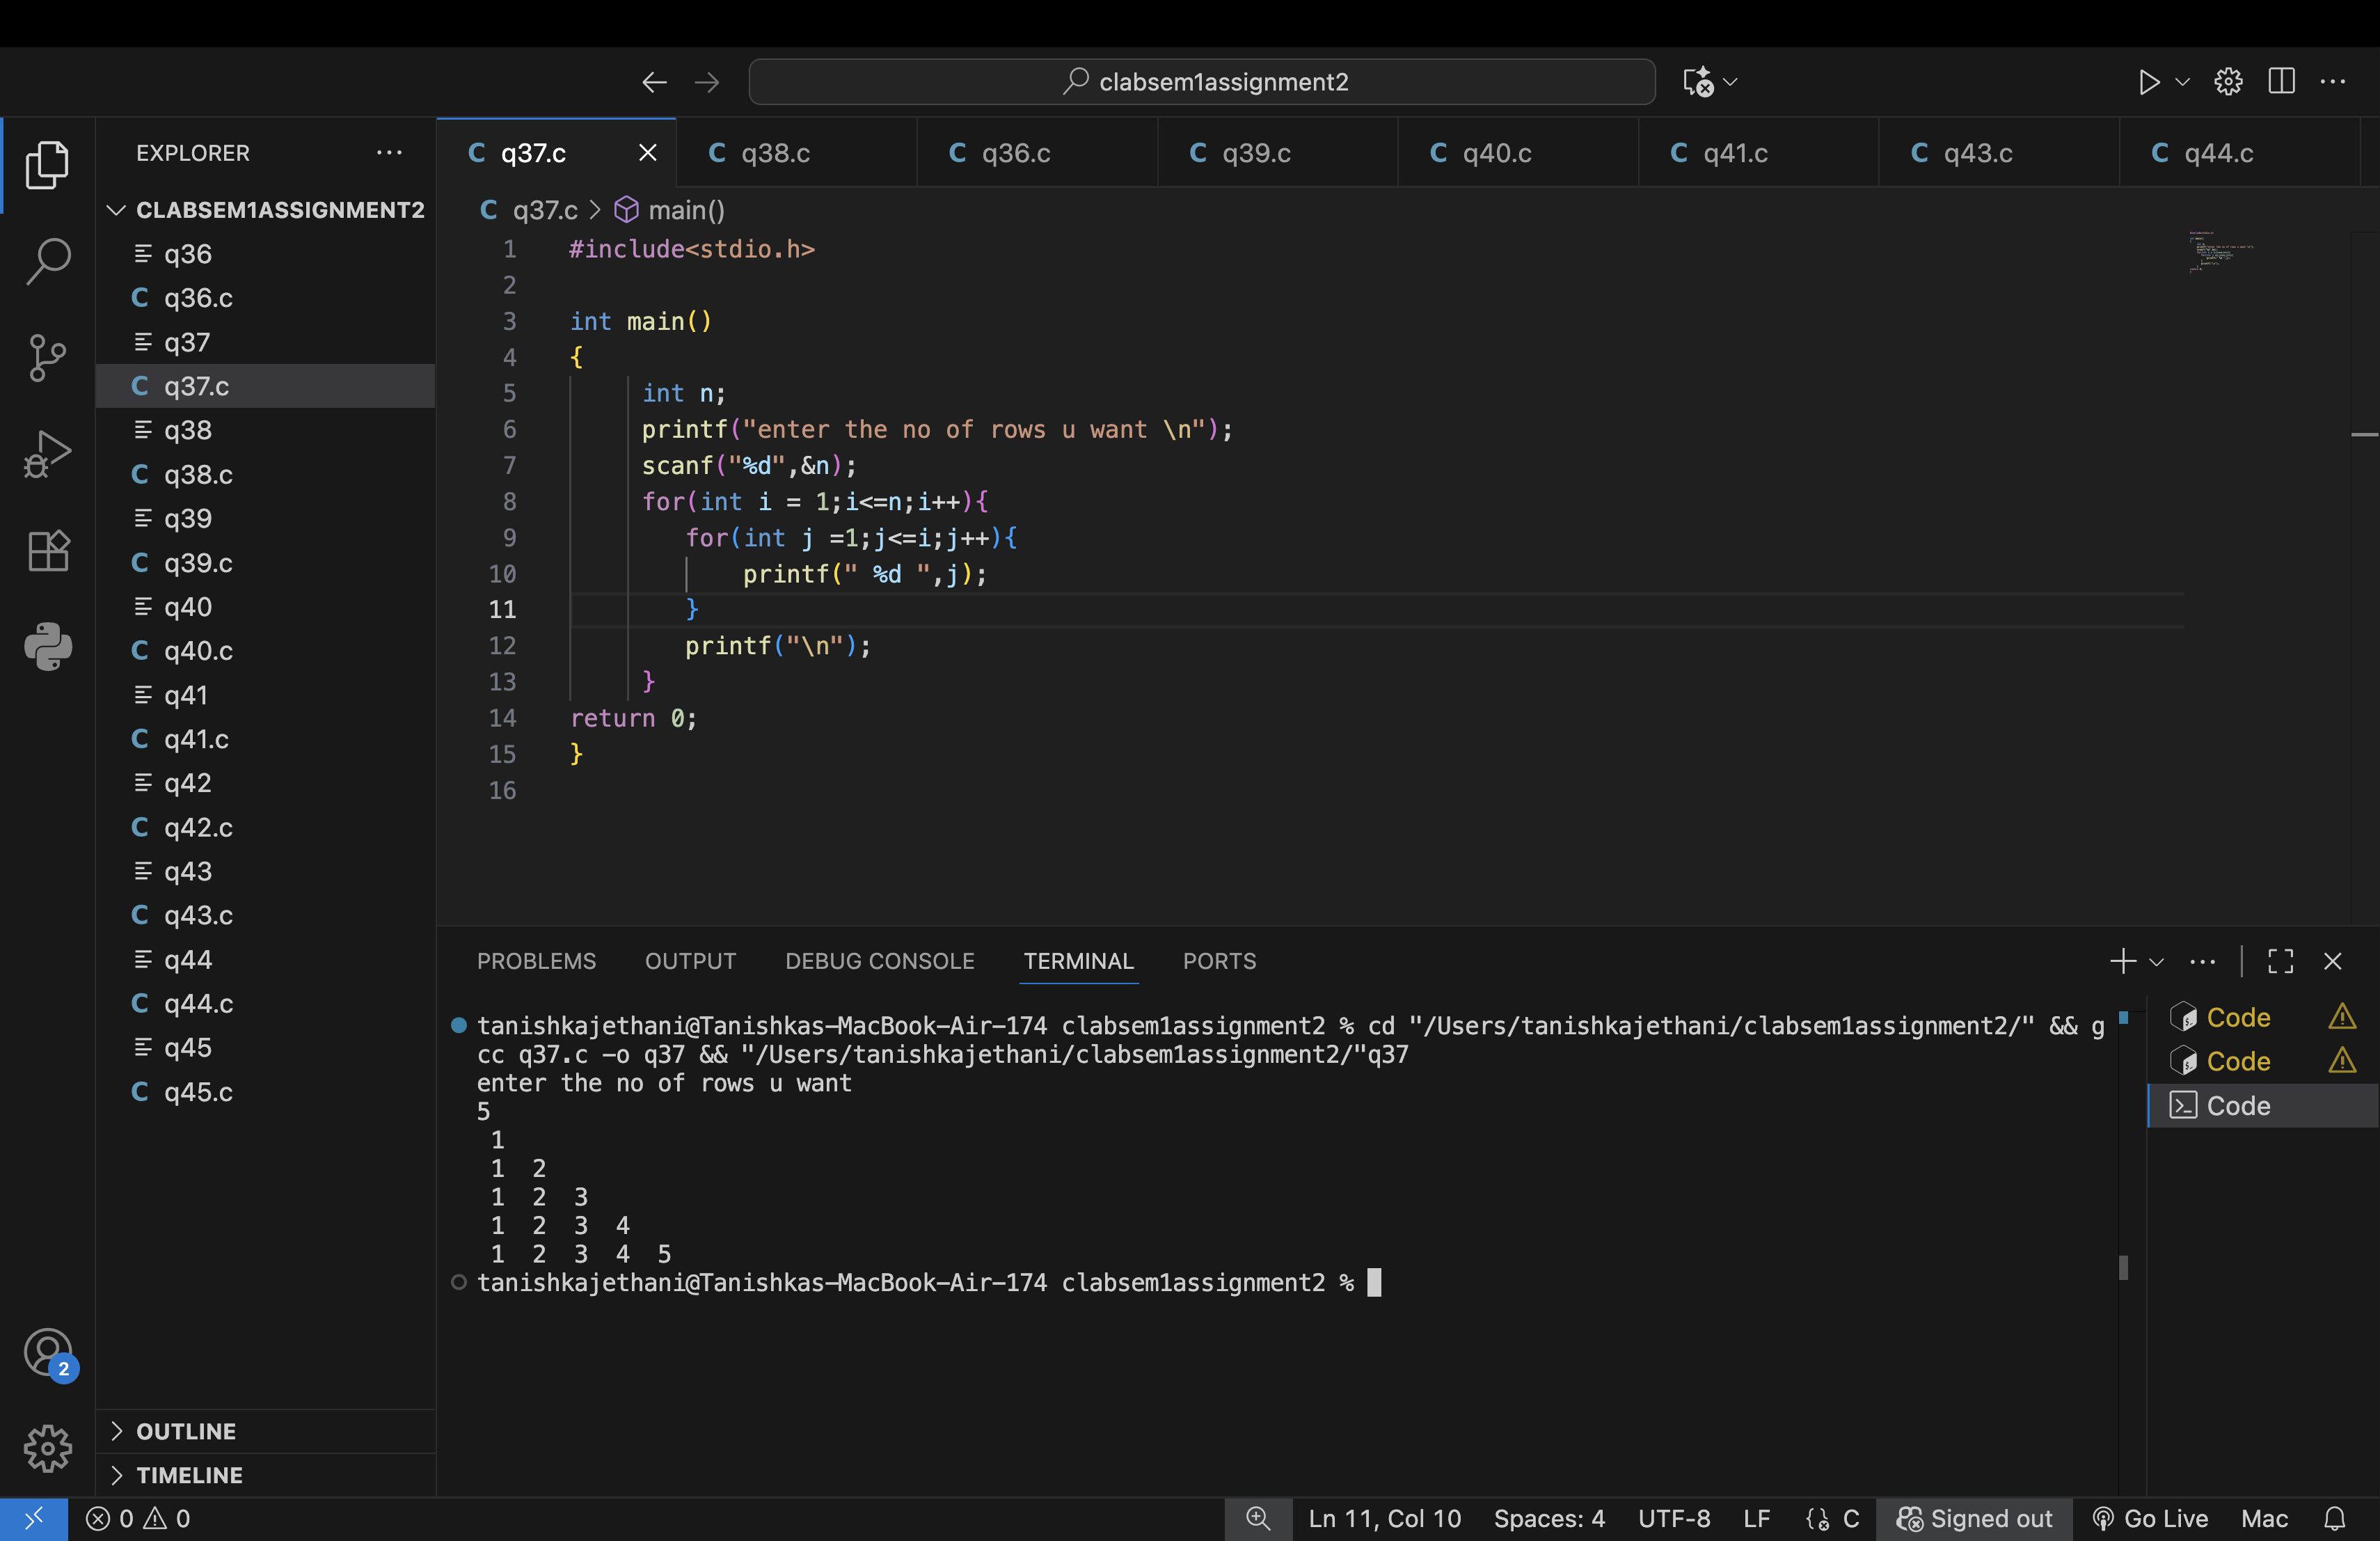 clabsem1assignment2
EXPLORER
CLABSEM1ASSIGNMENT2
q36
C q36.c
q37
C q37.c
q38
C q38.c
q39
C q39.c
q40
C q40.c
q41
C q41.c
q42
C q42.c
q43
C q43.c
q44
C q44.c
q45
C q45.c
OUTLINE
TIMELINE
2
C q37.c C q38.c C q36.c C q39.c C q40.c C q41.c C q43.c C q44.c
C q37.c > main()
1 #include<stdio.h>
2
3 int main()
4 {
5 int n;
6 printf("enter the no of rows u want \n");
7 scanf("%d",&n);
8 for(int i = 1;i<=n;i++){
9 for(int j =1;j<=i;j++){
10 printf(" %d ",j);
11 }
12 printf("\n");
13 }
14 return 0;
15 }
16
PROBLEMS OUTPUT DEBUG CONSOLE TERMINAL PORTS
tanishkajethani@Tanishkas-MacBook-Air-174 clabsem1assignment2 % cd "/Users/tanishkajethani/clabsem1assignment2/" && g
cc q37.c -o q37 && "/Users/tanishkajethani/clabsem1assignment2/"q37
enter the no of rows u want
5
1
1 2
1 2 3
1 2 3 4
1 2 3 4 5
tanishkajethani@Tanishkas-MacBook-Air-174 clabsem1assignment2 %
Code
Code
Code
0 0 Ln 11, Col 10 Spaces: 4 UTF-8 LF C Signed out Go Live Mac